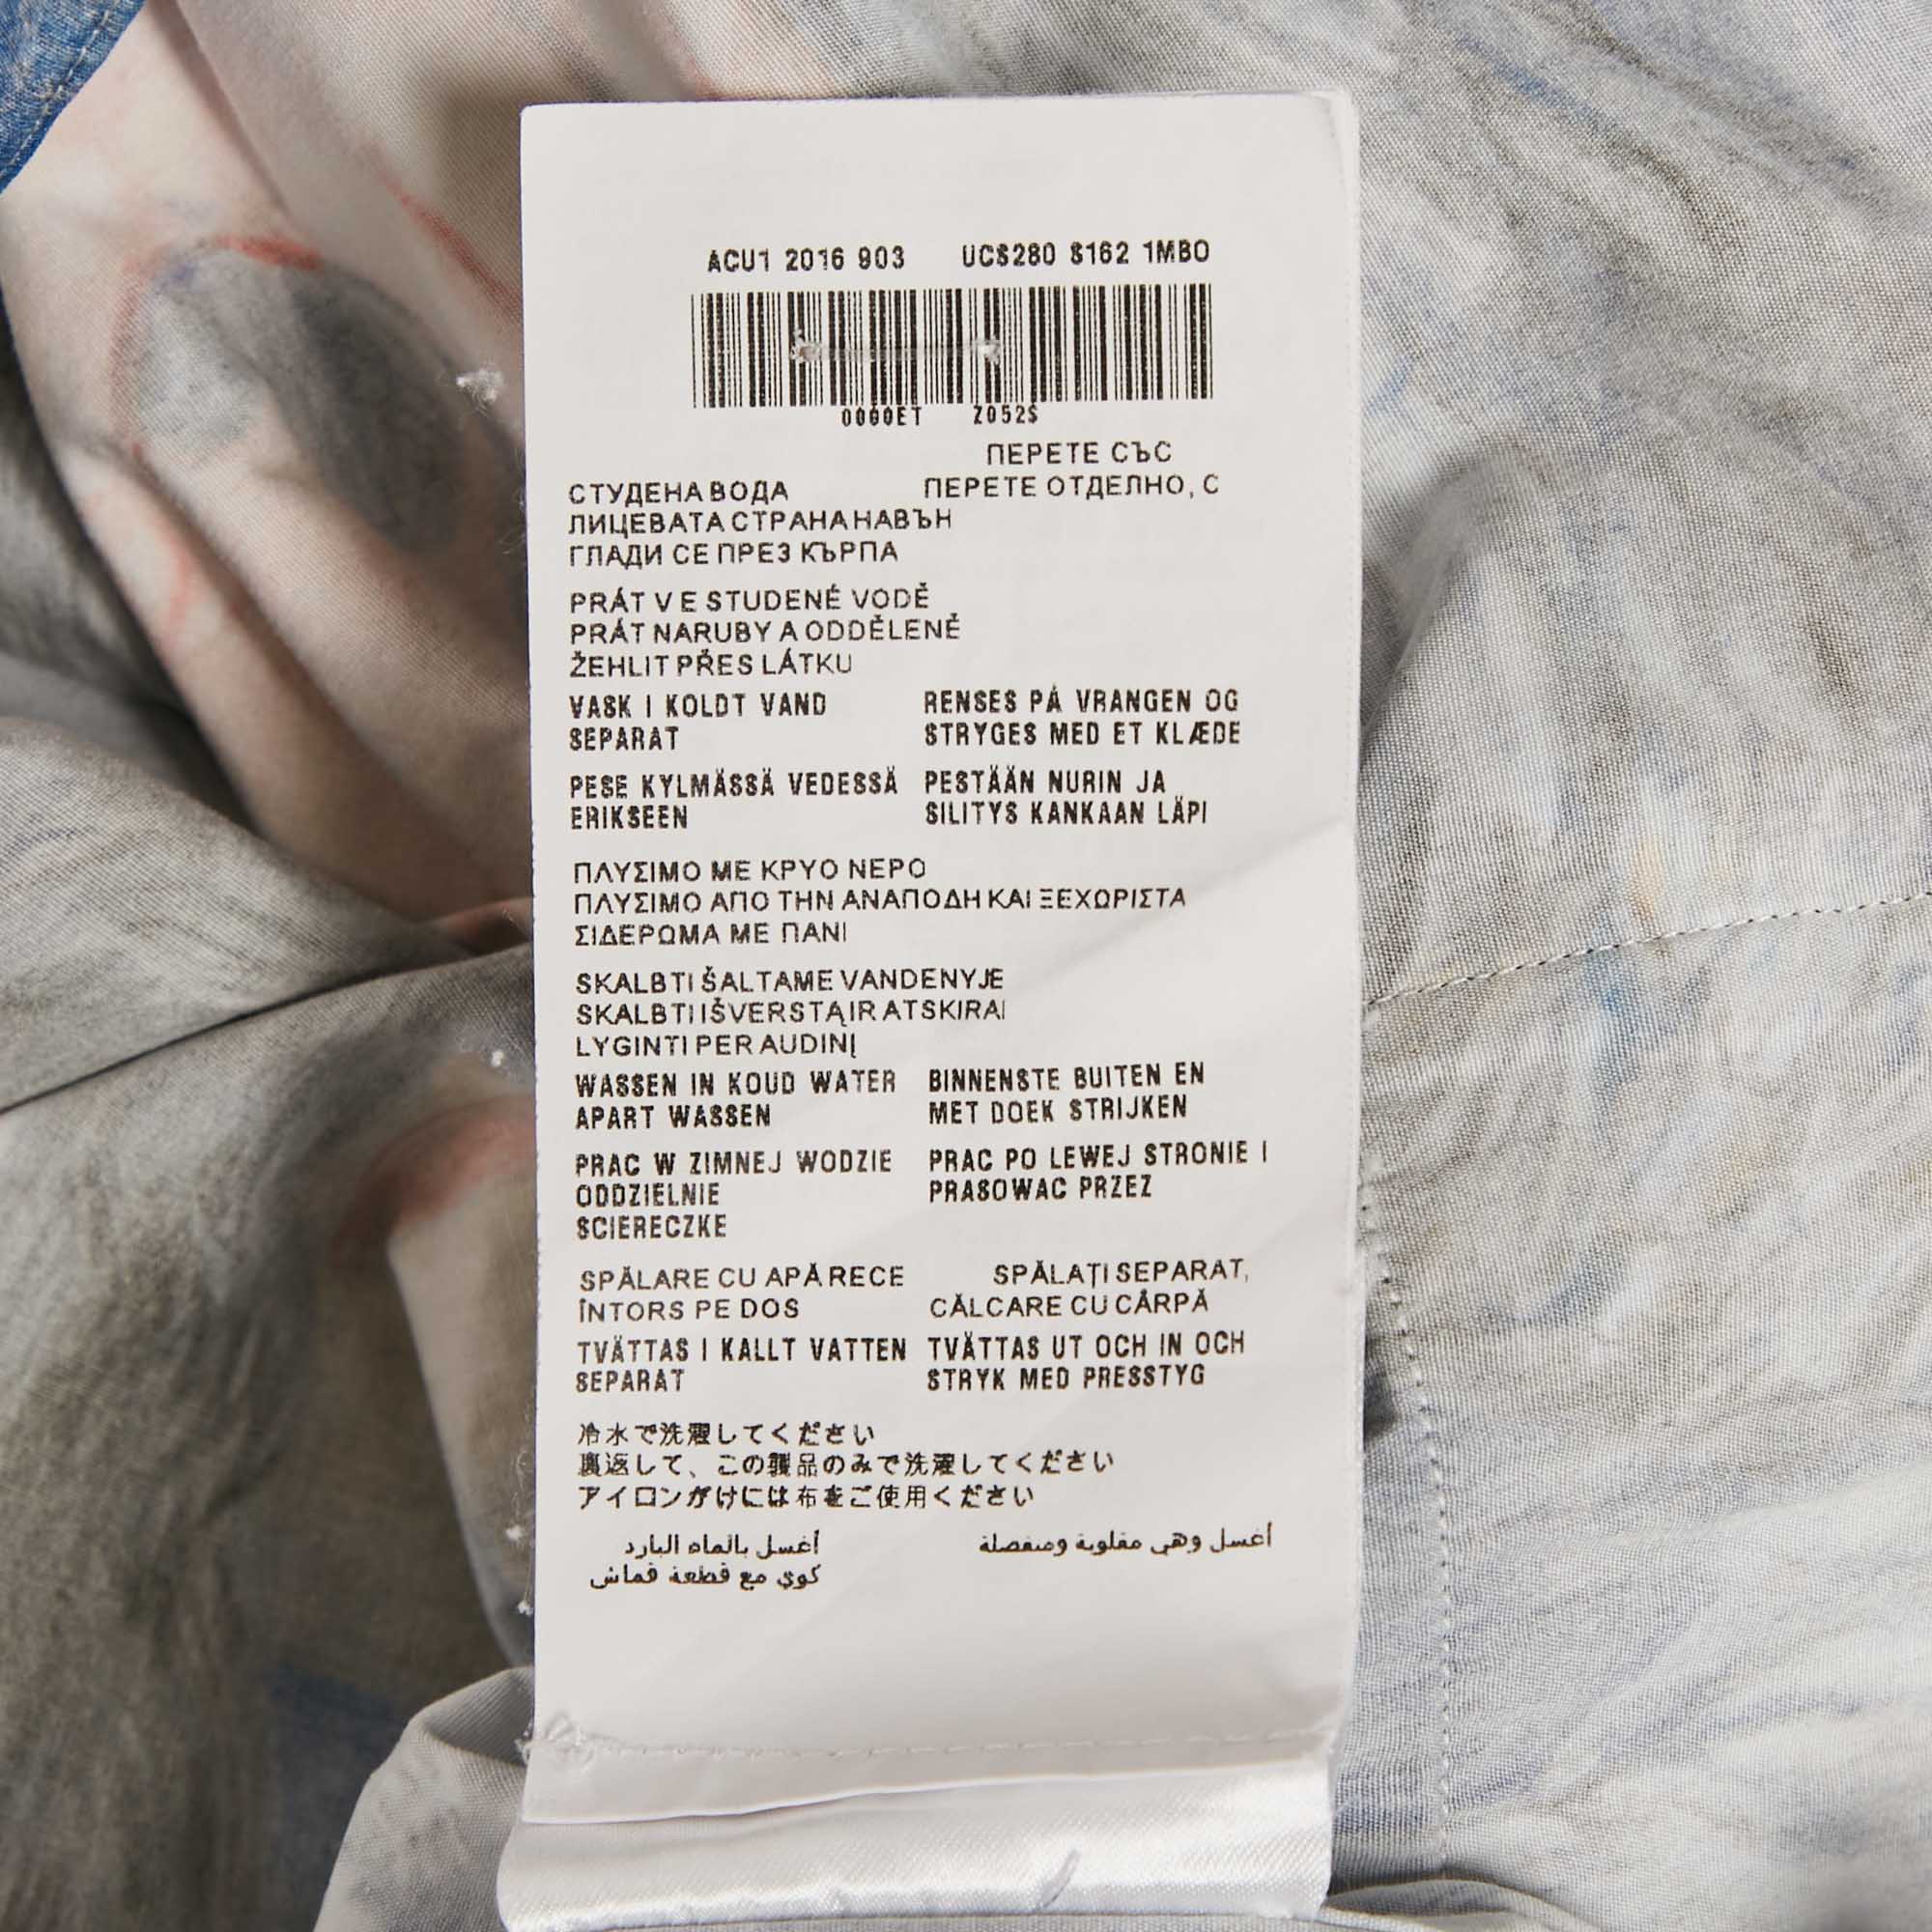 ACU1 2016 903 UCS280 S162 1MBO
0000ET Z052S
ПЕРЕТЕ СЪС
СТУДЕНА ВОДА ПЕРЕТЕ ОТДЕЛНО, С
ЛИЦЕВАТА СТРАНА НАВЪН
ГЛАДИ СЕ ПРЕЗ КЪРПА
PRÁT VE STUDENÉ VODĚ
PRÁT NARUBY A ODDĚLENĚ
ŽEHLIT PŘES LÁTKU
VASK I KOLDT VAND RENSES PÅ VRANGEN OG
SEPARAT STRYGES MED ET KLÆDE
PESE KYLMÄSSÄ VEDESSÄ PESTÄÄN NURIN JA
ERIKSEEN SILITYS KANKAAN LÄPI
ΠΛΥΣΙΜΟ ΜΕ ΚΡΥΟ ΝΕΡΟ
ΠΛΥΣΙΜΟ ΑΠΟ ΤΗΝ ΑΝΑΠΟΔΗ ΚΑΙ ΞΕΧΩΡΙΣΤΑ
ΣΙΔΕΡΩΜΑ ΜΕ ΠΑΝΙ
SKALBTI ŠALTAME VANDENYJE
SKALBTI IŠVERSTĄ IR ATSKIRAI
LYGINTI PER AUDINĮ
WASSEN IN KOUD WATER BINNENSTE BUITEN EN
APART WASSEN MET DOEK STRIJKEN
PRAC W ZIMNEJ WODZIE PRAC PO LEWEJ STRONIE I
ODDZIELNIE PRASOWAC PRZEZ
SCIERECZKE
SPĂLARE CU APĂ RECE SPĂLAȚI SEPARAT,
ÎNTORS PE DOS CĂLCARE CU CÂRPĂ
TVÄTTAS I KALLT VATTEN TVÄTTAS UT OCH IN OCH
SEPARAT STRYK MED PRESSTYG
冷水で洗濯してください
裏返して、この製品のみで洗濯してください
アイロンがけには布をご使用ください
أغسل وهي مقلوبة ومنفصلة أغسل بالماء البارد
كوي مع قطعة قماش